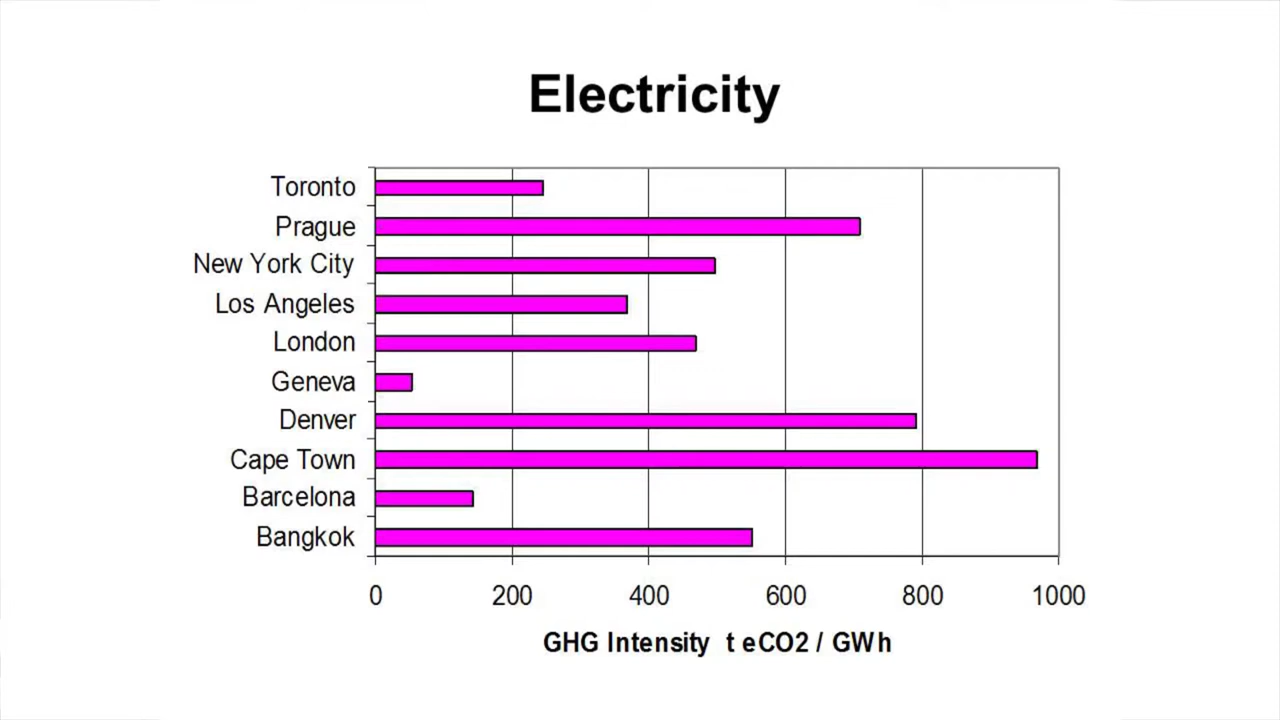 Electricity
Toronto
Prague
New York City
Los Angeles
London
Geneva
Denver
Cape Town
Barcelona
Bangkok
0 200 400 600 800 1000
GHG Intensity t eCO2 / GWh